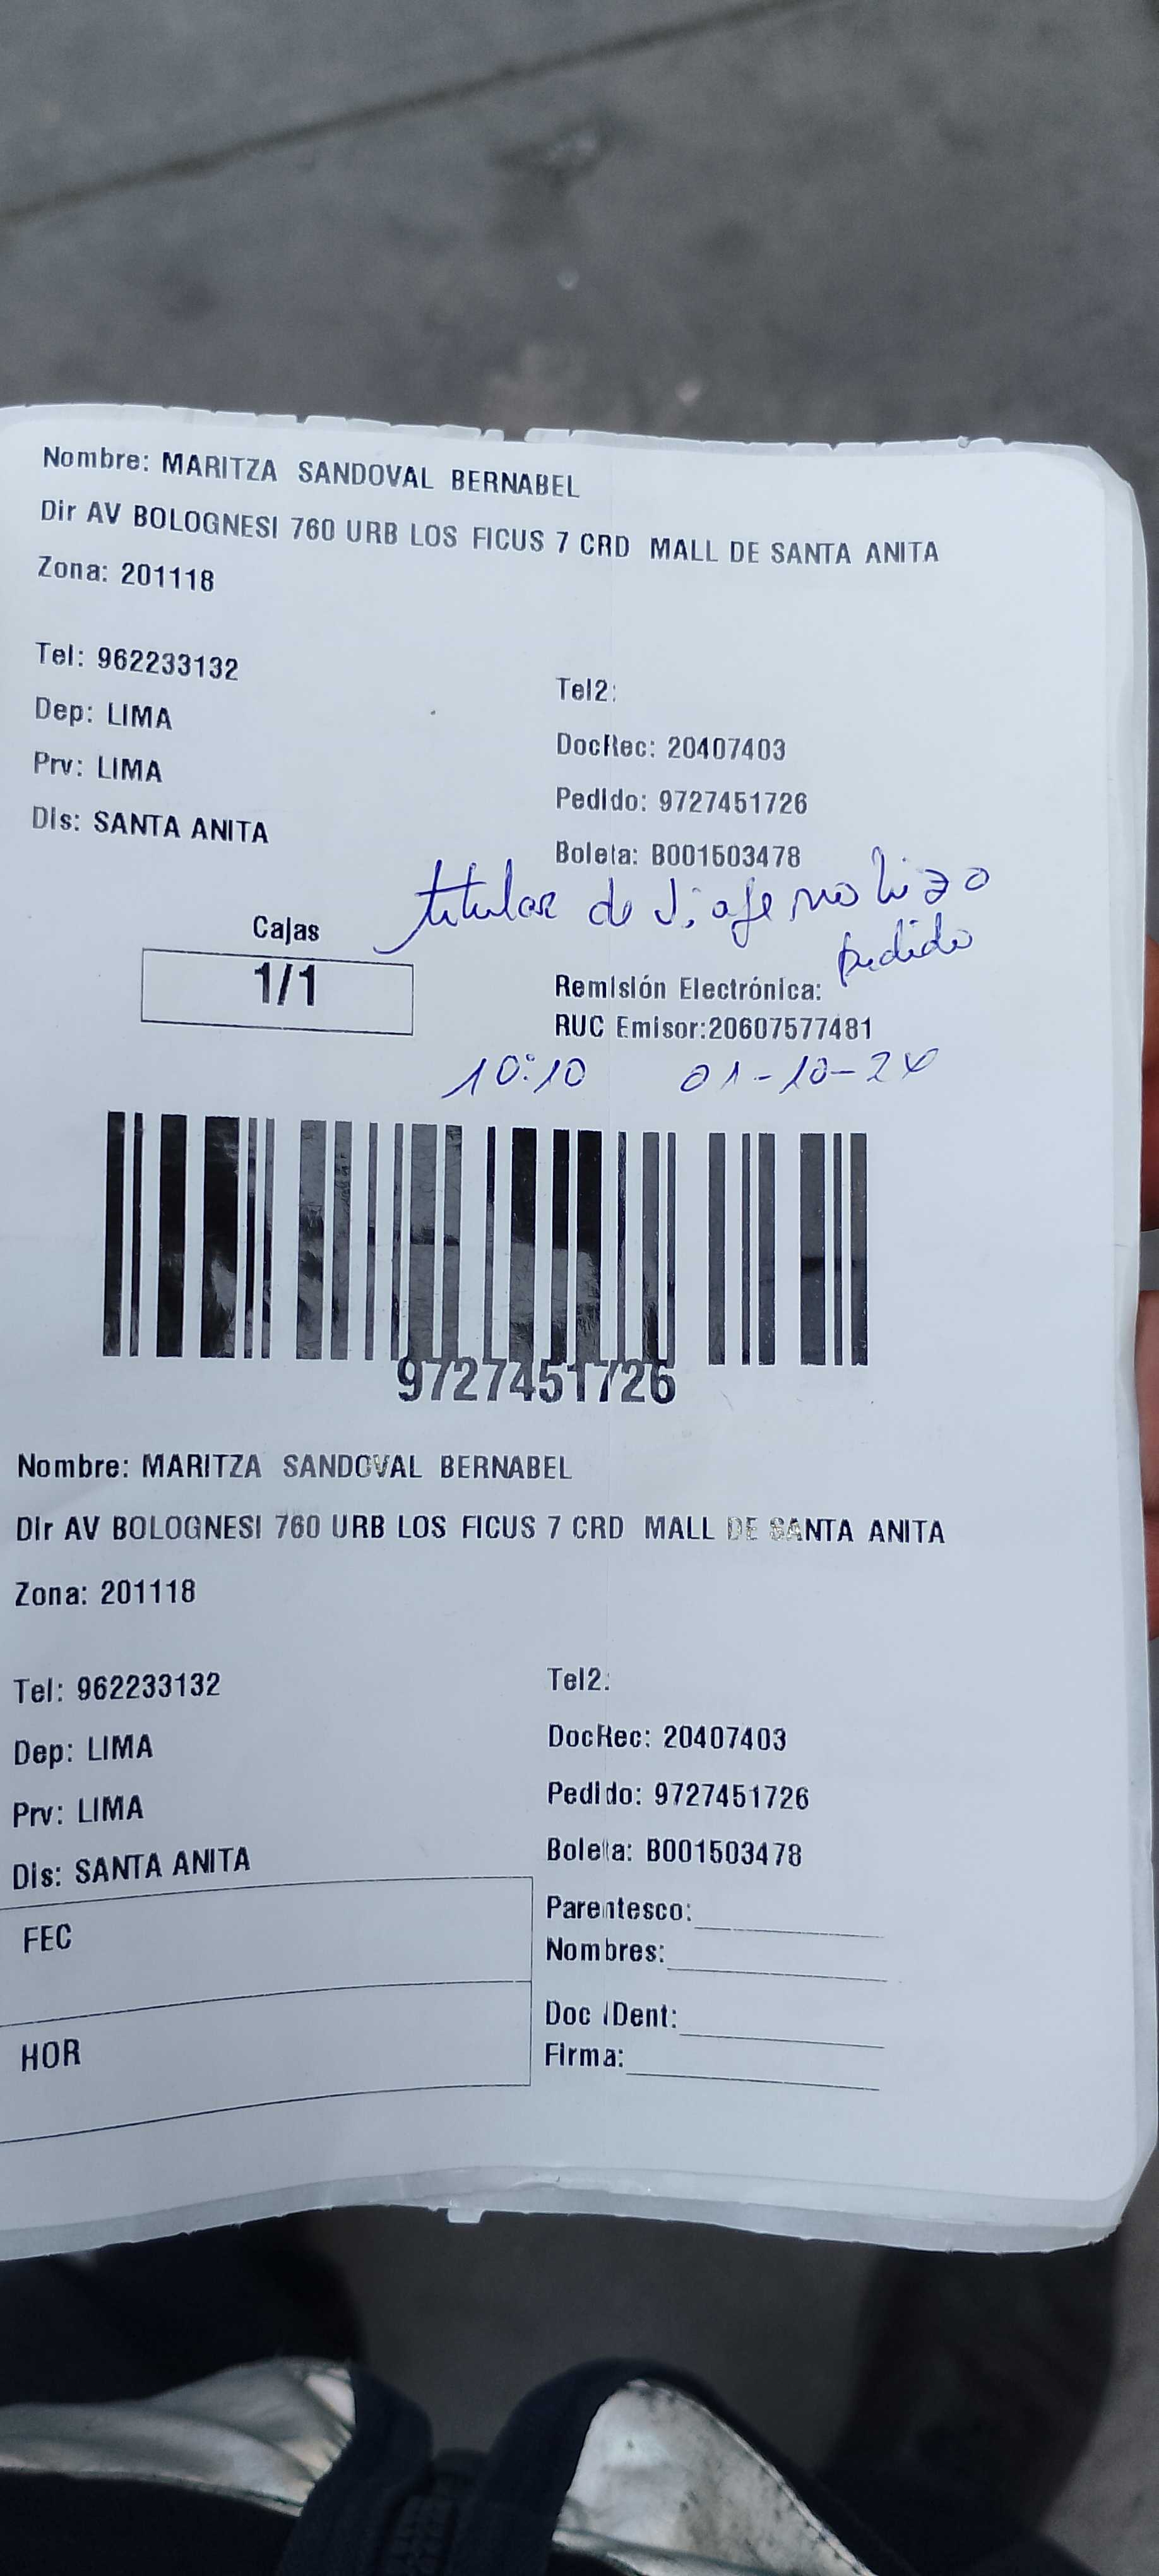 Nombre: MARITZA SANDOVAL BERNABEL
Dir AV BOLOGNESI 760 URB LOS FICUS 7 CRD MALL DE SANTA ANITA
Zona: 201118
Tel: 962233132
Tel2:
Dep: LIMA
DocRec: 20407403
Prv: LIMA
Pedido: 9727451726
Dis: SANTA ANITA
Boleta: B001503478
titular de viaje no hizo
pedido
Cajas
1/1
Remisión Electrónica:
RUC Emisor:20607577481
10:10 01-10-24
9727451726
Nombre: MARITZA SANDOVAL BERNABEL
Dir AV BOLOGNESI 760 URB LOS FICUS 7 CRD MALL DE SANTA ANITA
Zona: 201118
Tel: 962233132
Tel2:
Dep: LIMA
DocRec: 20407403
Prv: LIMA
Pedido: 9727451726
Dis: SANTA ANITA
Boleta: B001503478
FEC
Parentesco:
Nombres:
HOR
Doc IDent:
Firma: